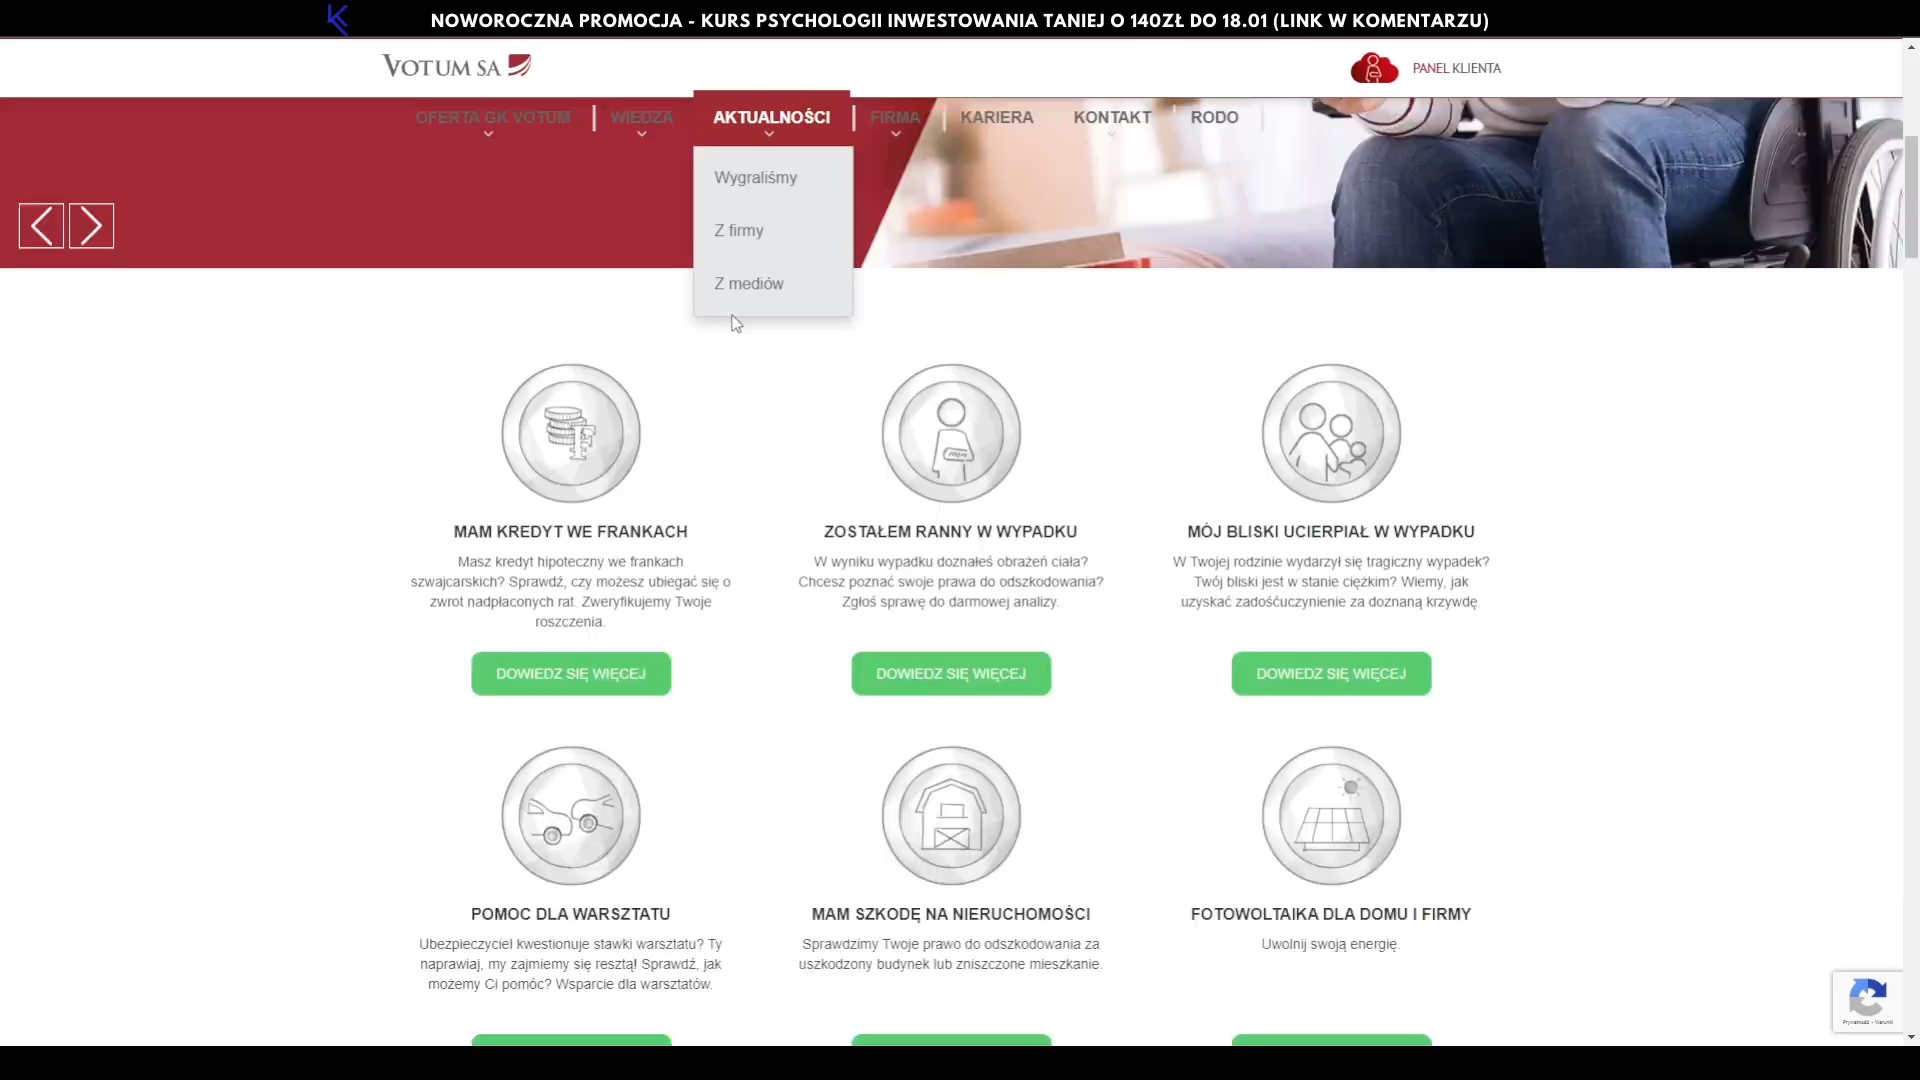 NOWOROCZNA PROMOCJA - KURS PSYCHOLOGII INWESTOWANIA TANIEJ O 140ZŁ DO 18.01 (LINK W KOMENTARZU)
VOTUM SA
PANEL KLIENTA
OFERTA GK VOTUM
WIEDZA
AKTUALNOŚCI
FIRMA
KARIERA
KONTAKT
RODO
Wygraliśmy
Z firmy
Z mediów
MAM KREDYT WE FRANKACH
Masz kredyt hipoteczny we frankach
szwajcarskich? Sprawdź, czy możesz ubiegać się o
zwrot nadpłaconych rat. Zweryfikujemy Twoje
roszczenia.
DOWIEDZ SIĘ WIĘCEJ
ZOSTAŁEM RANNY W WYPADKU
W wyniku wypadku doznałeś obrażeń ciała?
Chcesz poznać swoje prawa do odszkodowania?
Zgłoś sprawę do darmowej analizy.
DOWIEDZ SIĘ WIĘCEJ
MÓJ BLISKI UCIERPIAŁ W WYPADKU
W Twojej rodzinie wydarzył się tragiczny wypadek?
Twój bliski jest w stanie ciężkim? Wiemy, jak
uzyskać zadośćuczynienie za doznaną krzywdę.
DOWIEDZ SIĘ WIĘCEJ
POMOC DLA WARSZTATU
Ubezpieczyciel kwestionuje stawki warsztatu? Ty
naprawiaj, my zajmiemy się resztą! Sprawdź, jak
możemy Ci pomóc? Wsparcie dla warsztatów.
MAM SZKODĘ NA NIERUCHOMOŚCI
Sprawdzimy Twoje prawo do odszkodowania za
uszkodzony budynek lub zniszczone mieszkanie.
FOTOWOLTAIKA DLA DOMU I FIRMY
Uwolnij swoją energię.
Prywatność - Warunki